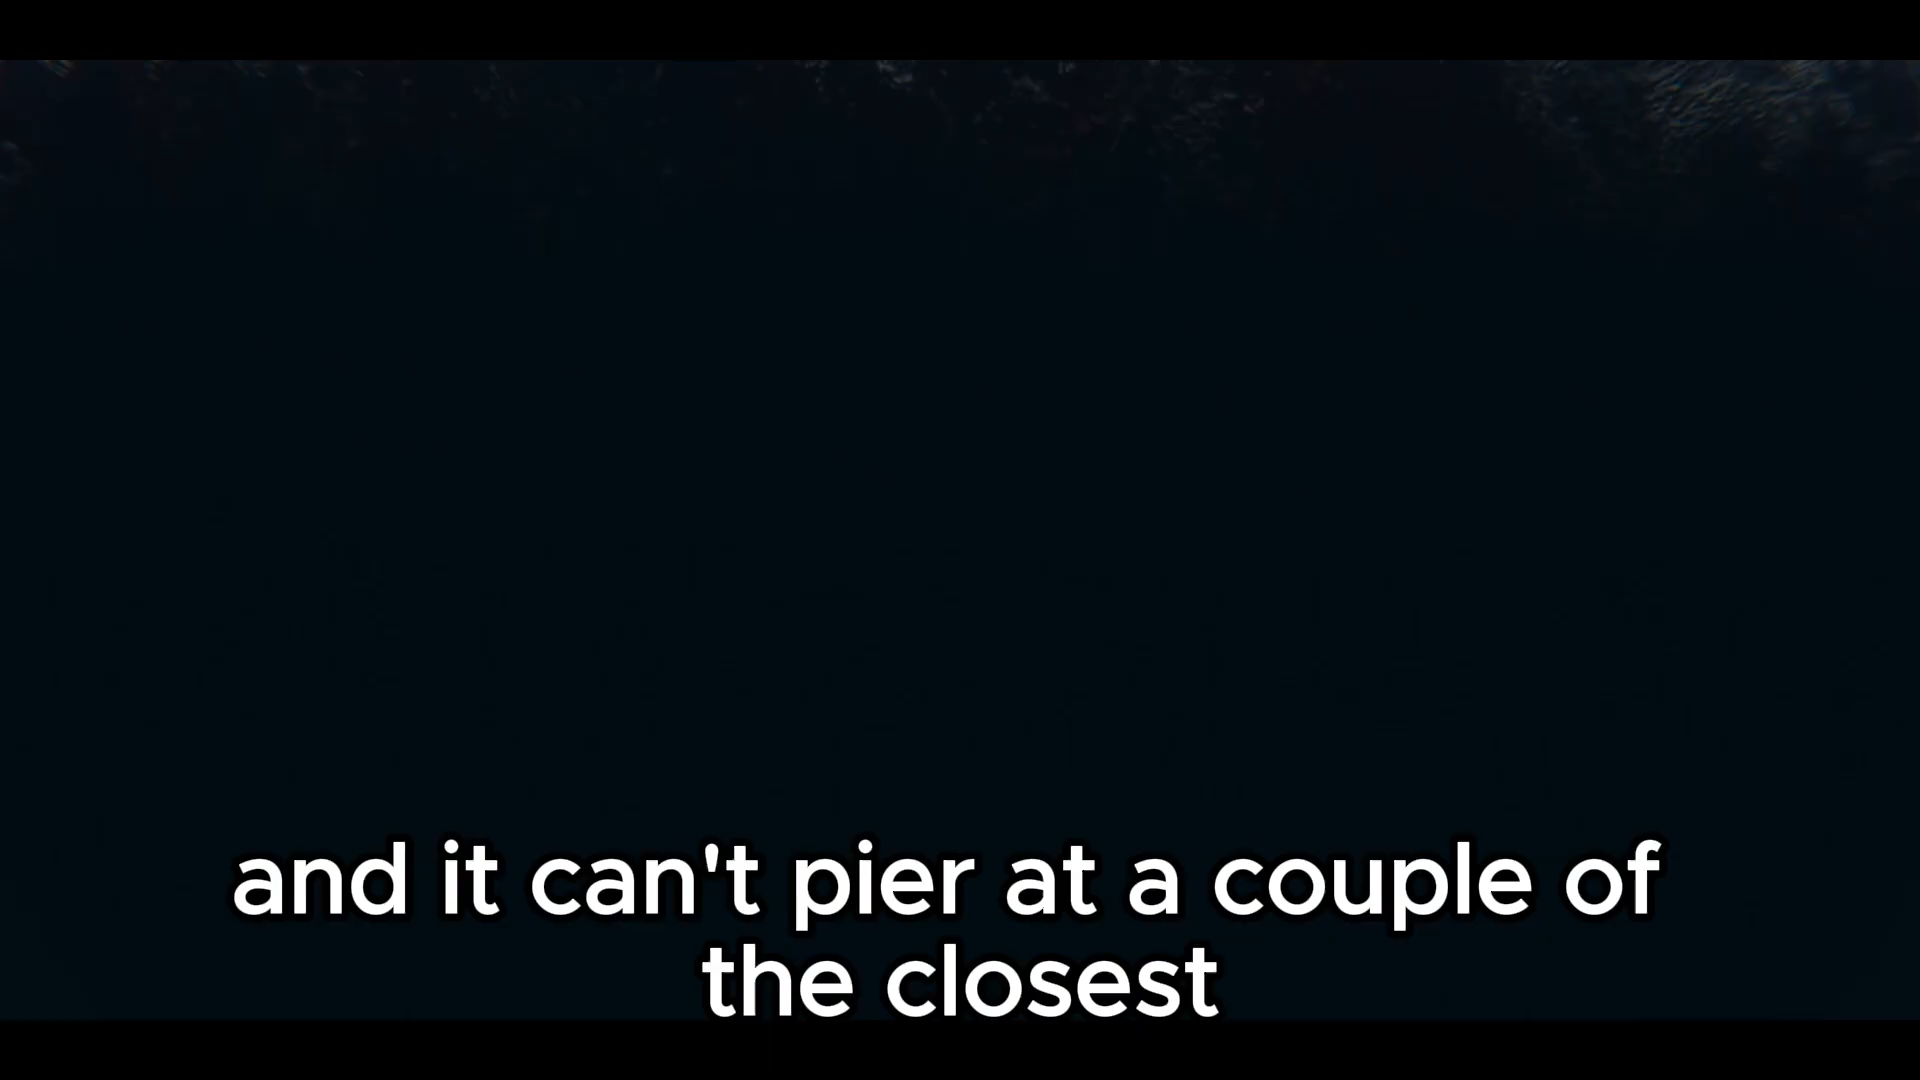 and it can't pier at a couple of
the closest